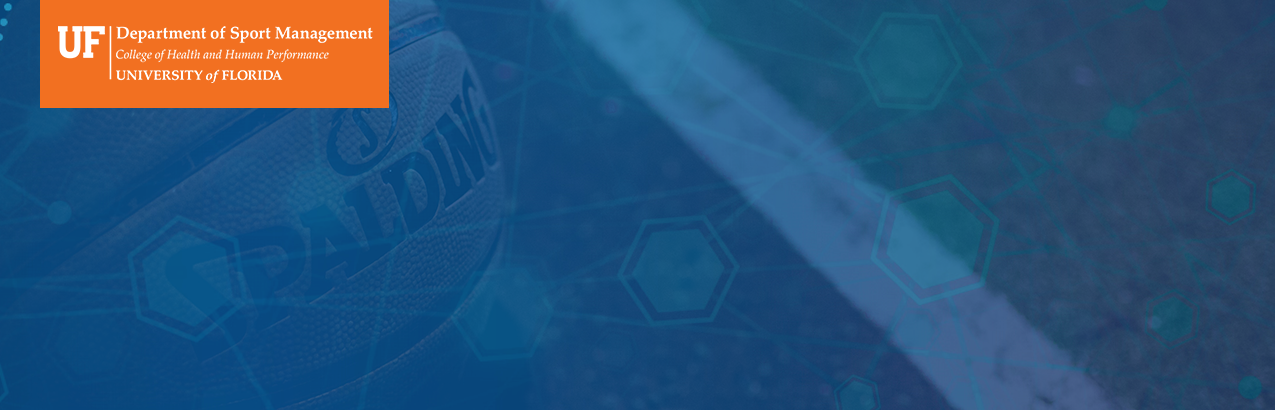 UF
Department of Sport Management
College of Health and Human Performance
UNIVERSITY of FLORIDA
SPALDING